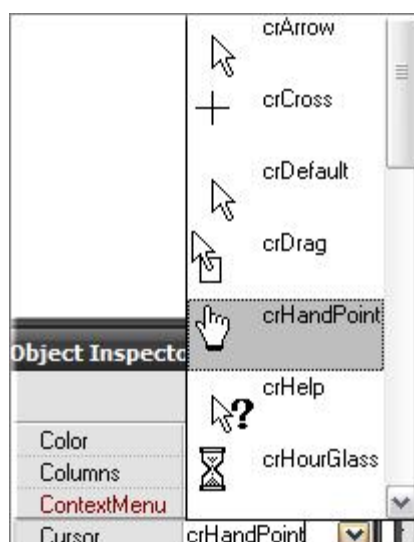 crArrow
crCross
crDefault
crDrag
crHandPoint
crHelp
crHourGlass
Object Inspecto
Color
Columns
ContextMenu
Cursor crHandPoint